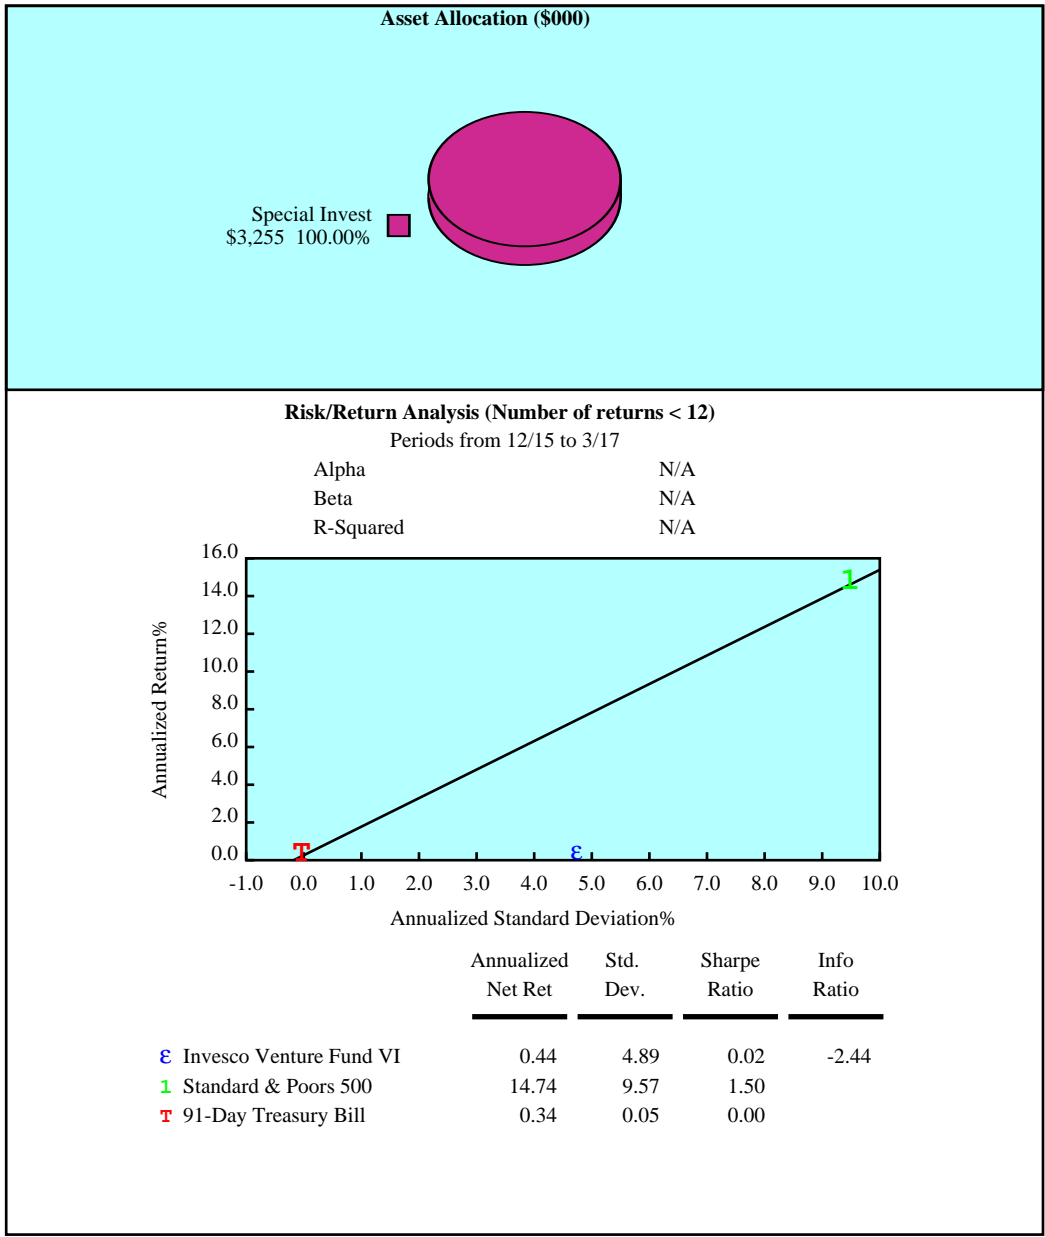 Asset Allocation ($000)
Special Invest
$3,255 100.00%
Risk/Return Analysis (Number of returns < 12)
Periods from 12/15 to 3/17
Alpha N/A
Beta N/A
R-Squared N/A
16.0
14.0
12.0
10.0
8.0
6.0
4.0
2.0
0.0
Annualized Return%
1
T
ε
-1.0 0.0 1.0 2.0 3.0 4.0 5.0 6.0 7.0 8.0 9.0 10.0
Annualized Standard Deviation%
Annualized Std. Sharpe Info
Net Ret Dev. Ratio Ratio
ε Invesco Venture Fund VI 0.44 4.89 0.02 -2.44
1 Standard & Poors 500 14.74 9.57 1.50
T 91-Day Treasury Bill 0.34 0.05 0.00